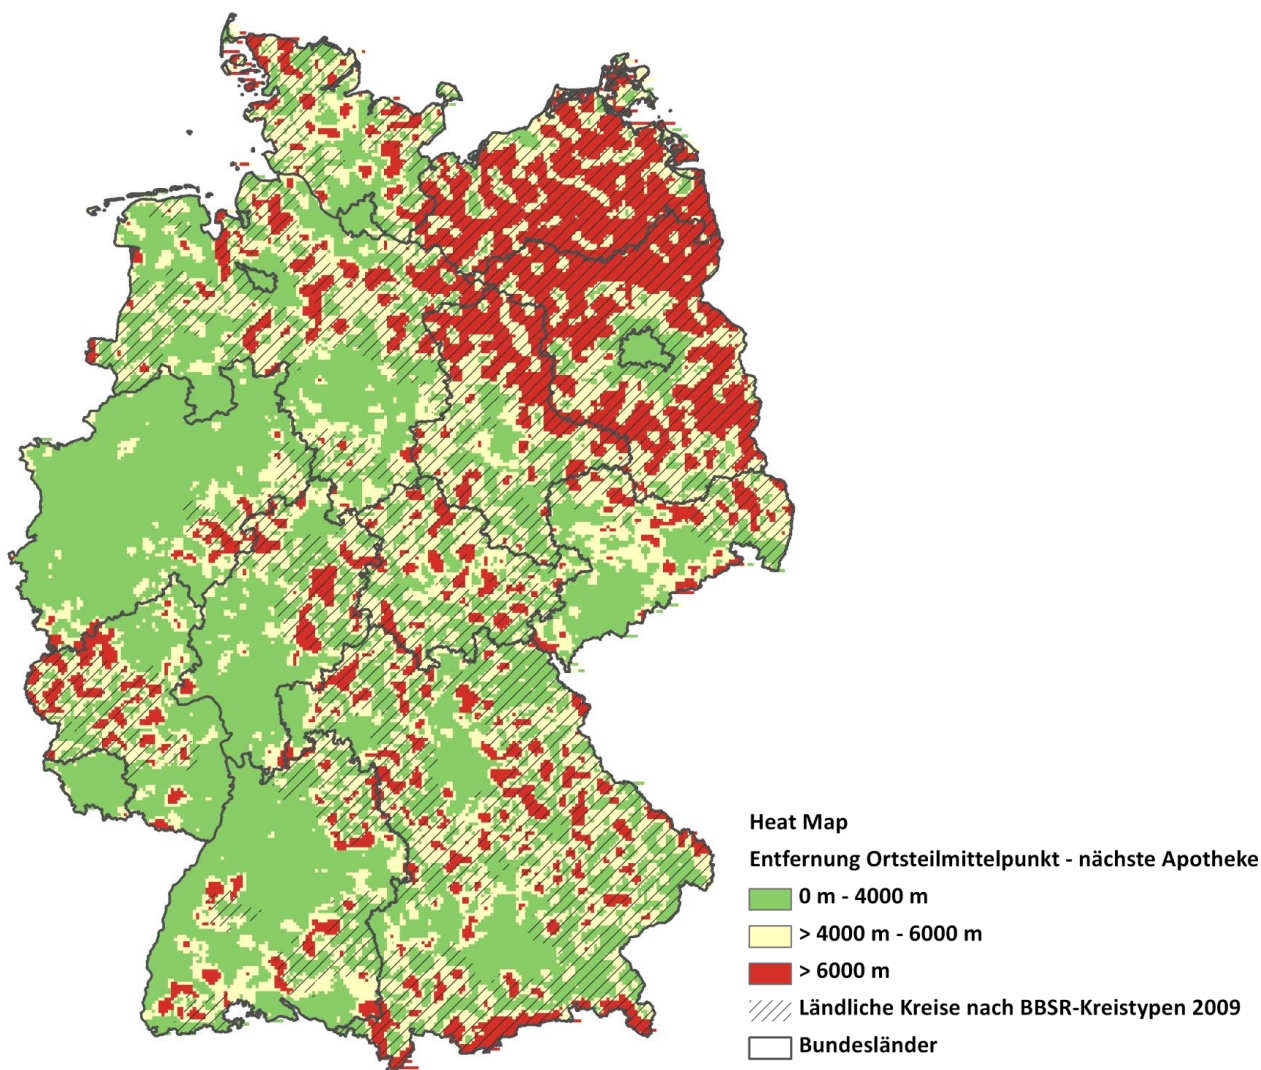 Heat Map
Entfernung Ortsteilmittelpunkt - nächste Apotheke
0 m - 4000 m
> 4000 m - 6000 m
> 6000 m
Ländliche Kreise nach BBSR-Kreistypen 2009
Bundesländer